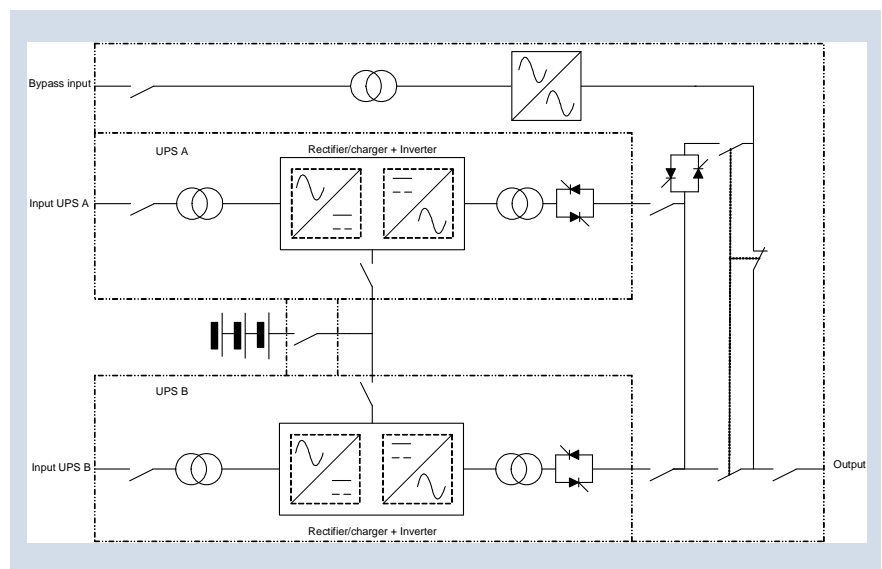 Bypass input
UPS A
Rectifier/charger + Inverter
Input UPS A
UPS B
Input UPS B
Output
Rectifier/charger + Inverter